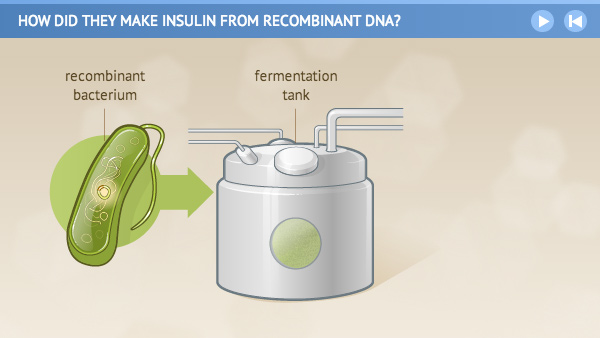 HOW DID THEY MAKE INSULIN FROM RECOMBINANT DNA?
recombinant
bacterium
fermentation
tank